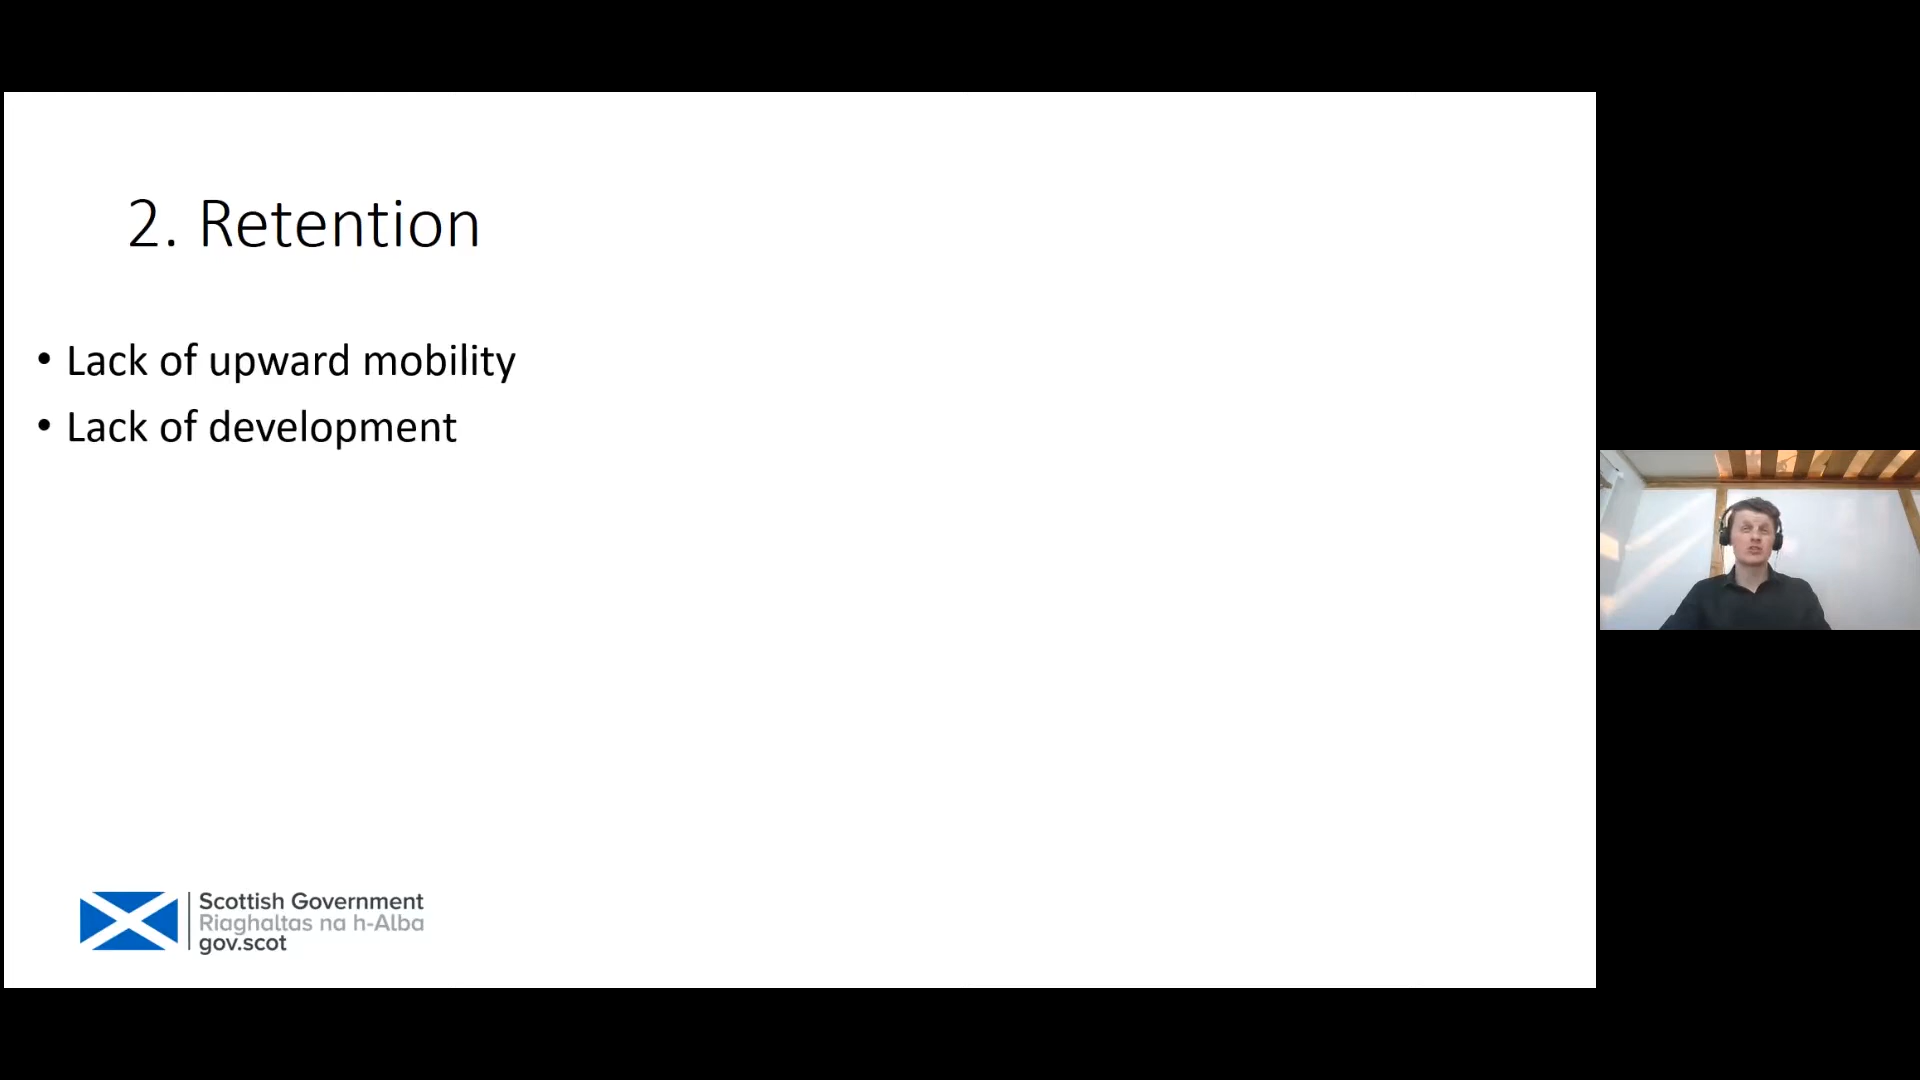 2. Retention
• Lack of upward mobility
• Lack of development
Scottish Government
Riaghaltas na h-Alba
gov.scot